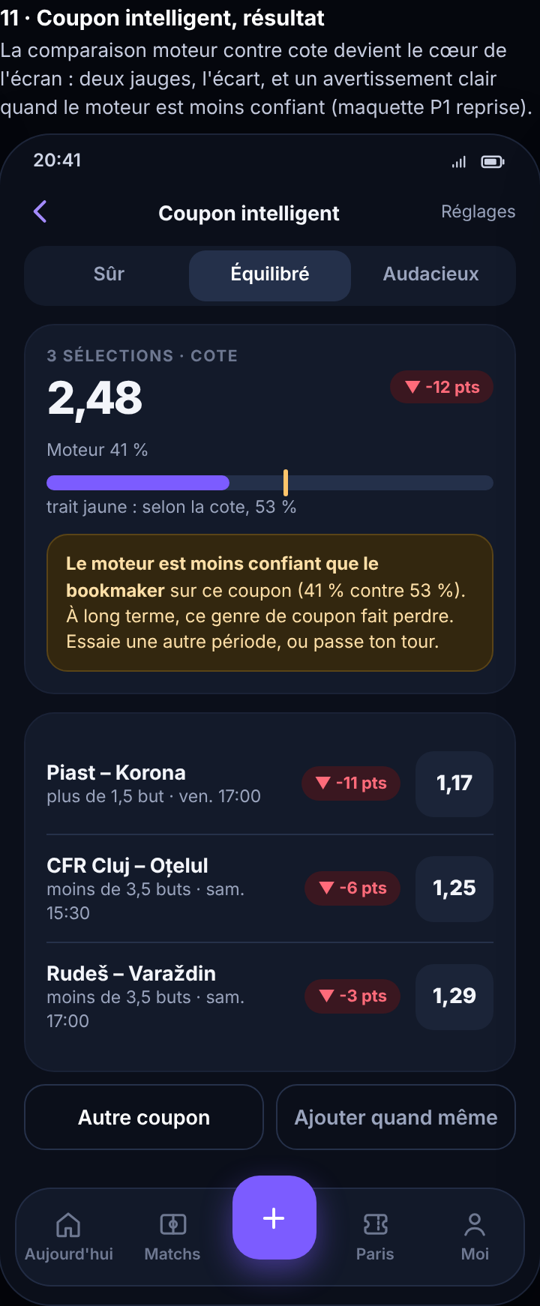 11 · Coupon intelligent, résultat
La comparaison moteur contre cote devient le cœur de
l'écran : deux jauges, l'écart, et un avertissement clair
quand le moteur est moins confiant (maquette P1 reprise).
20:41
Coupon intelligent
Réglages
Sûr
Équilibré
Audacieux
3 SÉLECTIONS · COTE
2,48
▼ -12 pts
Moteur 41 %
trait jaune : selon la cote, 53 %
Le moteur est moins confiant que le
bookmaker sur ce coupon (41 % contre 53 %).
À long terme, ce genre de coupon fait perdre.
Essaie une autre période, ou passe ton tour.
Piast – Korona
plus de 1,5 but · ven. 17:00
▼ -11 pts
1,17
CFR Cluj – Oțelul
moins de 3,5 buts · sam.
15:30
▼ -6 pts
1,25
Rudeš – Varaždin
moins de 3,5 buts · sam.
17:00
▼ -3 pts
1,29
Autre coupon
Ajouter quand même
Aujourd'hui
Matchs
Paris
Moi